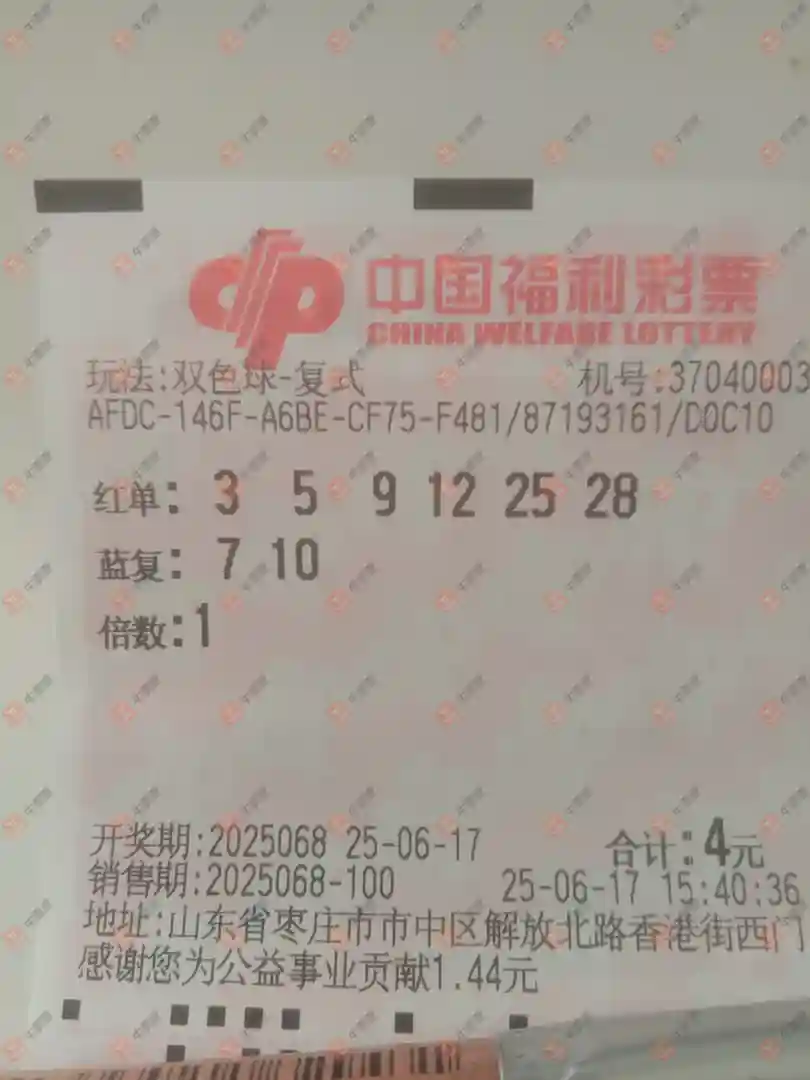 中国福利彩票
CHINA WELFARE LOTTERY
玩法:双色球-复式 机号:37040003
AFDC-146F-A6BE-CF75-F481/87193161/D0C10
红单: 3 5 9 12 25 28
蓝复: 7 10
倍数:1
开奖期:2025068 25-06-17 合计:4元
销售期:2025068-100 25-06-17 15:40:36
地址:山东省枣庄市市中区解放北路香港街西门
感谢您为公益事业贡献1.44元